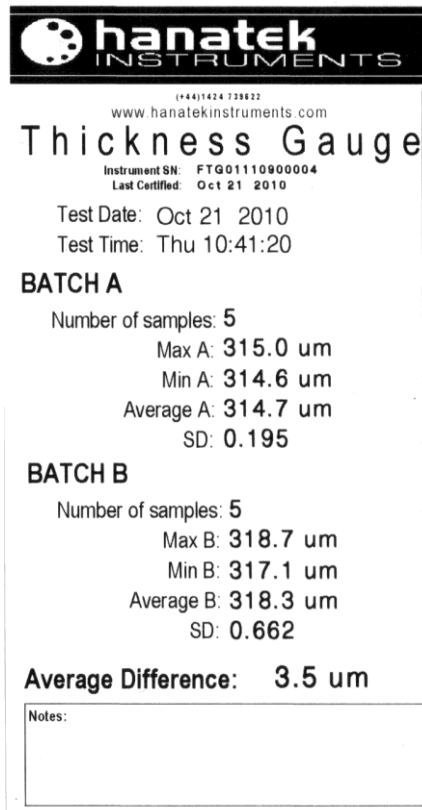 hanatek
INSTRUMENTS
(+44)1424 739622
www.hanatekinstruments.com
Thickness Gauge
Instrument SN: FTG01110900004
Last Certified: Oct 21 2010
Test Date: Oct 21 2010
Test Time: Thu 10:41:20
BATCH A
Number of samples: 5
Max A: 315.0 um
Min A: 314.6 um
Average A: 314.7 um
SD: 0.195
BATCH B
Number of samples: 5
Max B: 318.7 um
Min B: 317.1 um
Average B: 318.3 um
SD: 0.662
Average Difference: 3.5 um
Notes: